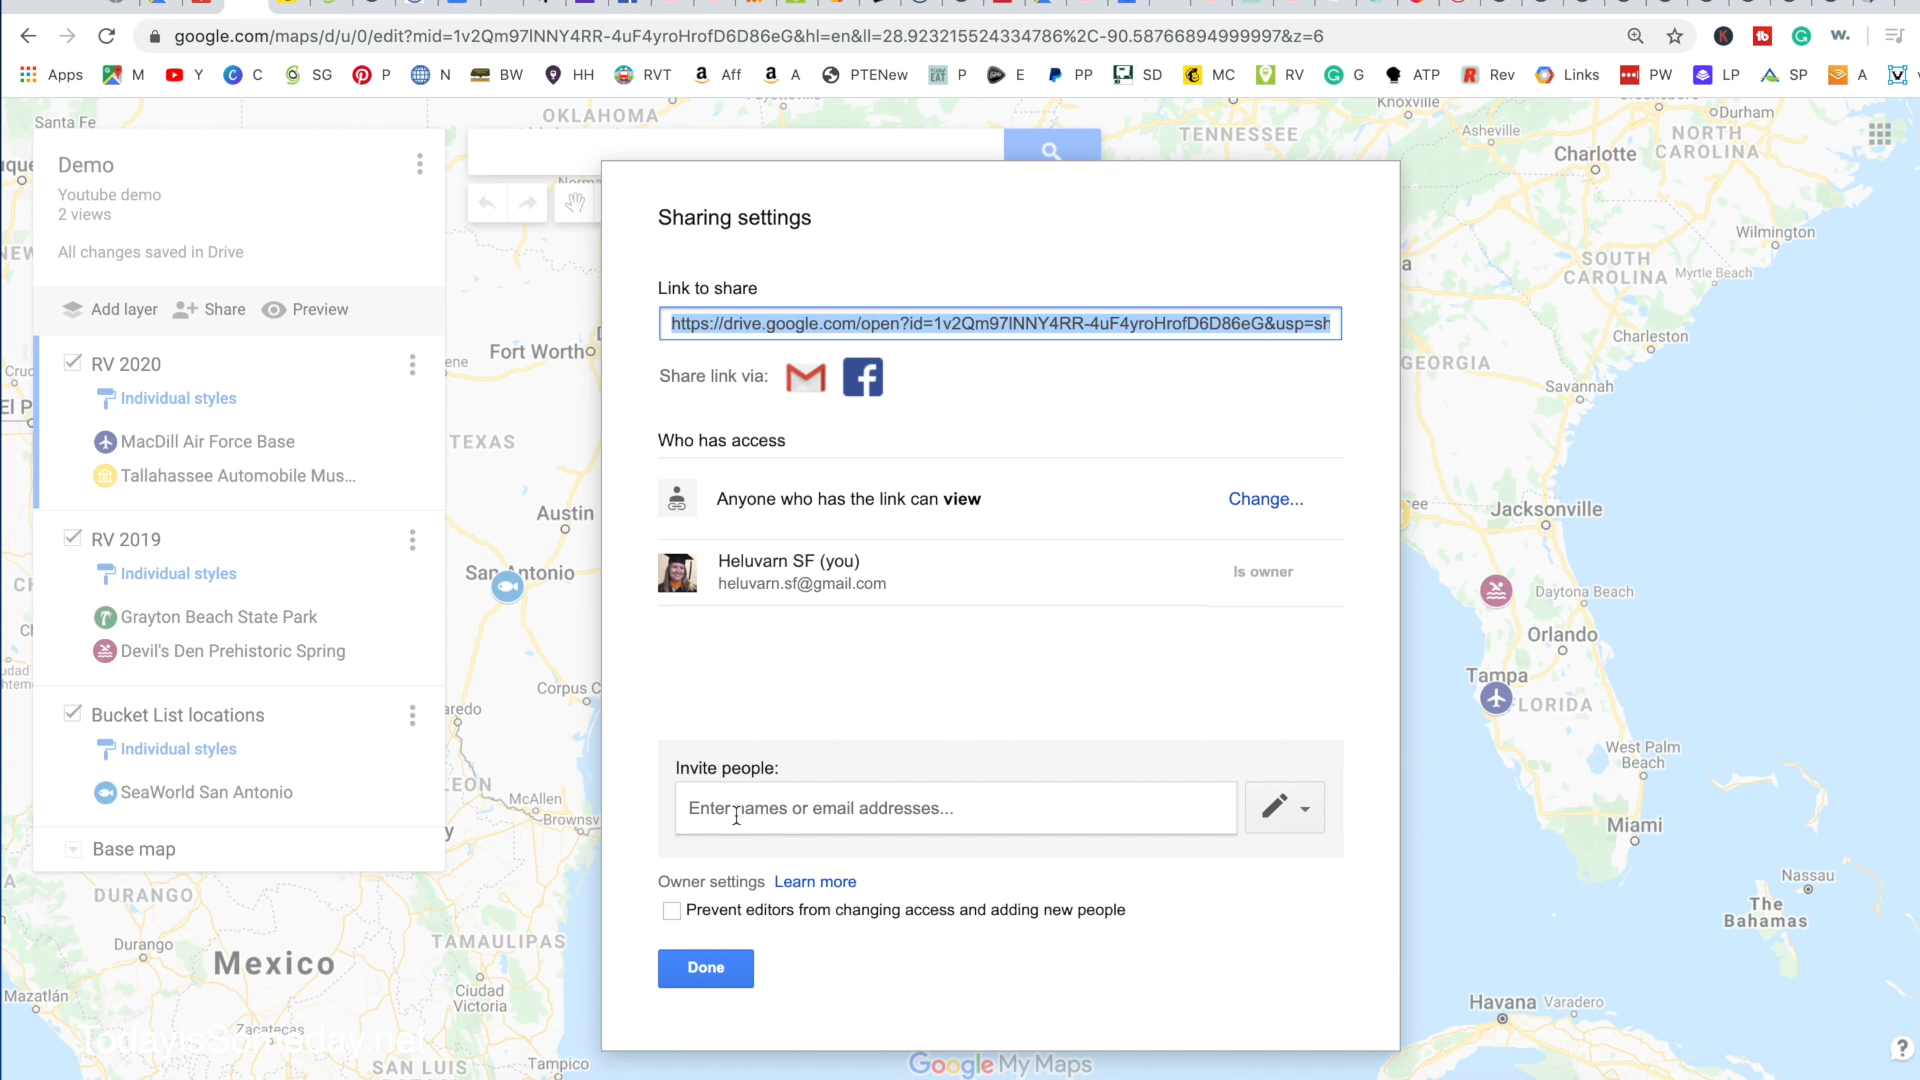 google.com/maps/d/u/0/edit?mid=1v2Qm97lNNY4RR-4uF4yroHrofD6D86eG&hl=en&ll=28.923215524334786%2C-90.58766894999997&z=6
Apps M Y C SG P N BW HH RVT Aff A PTENew P E PP SD MC RV G ATP Rev Links PW LP SP A
Santa Fe
OKLAHOMA
Knoxville
Durham
TENNESSEE
Asheville
NORTH
CAROLINA
Charlotte
Demo
Youtube demo
2 views
All changes saved in Drive
Add layer
Share
Preview
RV 2020
Individual styles
MacDill Air Force Base
Tallahassee Automobile Mus...
RV 2019
Individual styles
Grayton Beach State Park
Devil's Den Prehistoric Spring
Bucket List locations
Individual styles
SeaWorld San Antonio
Base map
Sharing settings
Link to share
https://drive.google.com/open?id=1v2Qm97lNNY4RR-4uF4yroHrofD6D86eG&usp=sh
Share link via:
Who has access
Anyone who has the link can view
Change...
Heluvarn SF (you)
heluvarn.sf@gmail.com
Is owner
Invite people:
Enter names or email addresses...
Owner settings Learn more
Prevent editors from changing access and adding new people
Done
Wilmington
SOUTH
CAROLINA
Myrtle Beach
Charleston
GEORGIA
Savannah
Fort Worth
TEXAS
Austin
San Antonio
Corpus C
McAllen
Brownsv
Jacksonville
Daytona Beach
Orlando
Tampa
FLORIDA
West Palm
Beach
Miami
Nassau
The
Bahamas
Havana
Varadero
DURANGO
Durango
Mexico
TAMAULIPAS
Ciudad
Victoria
Mazatlán
Zacatecas
TodayisSomeday.net
SAN LUIS
Tampico
Google My Maps